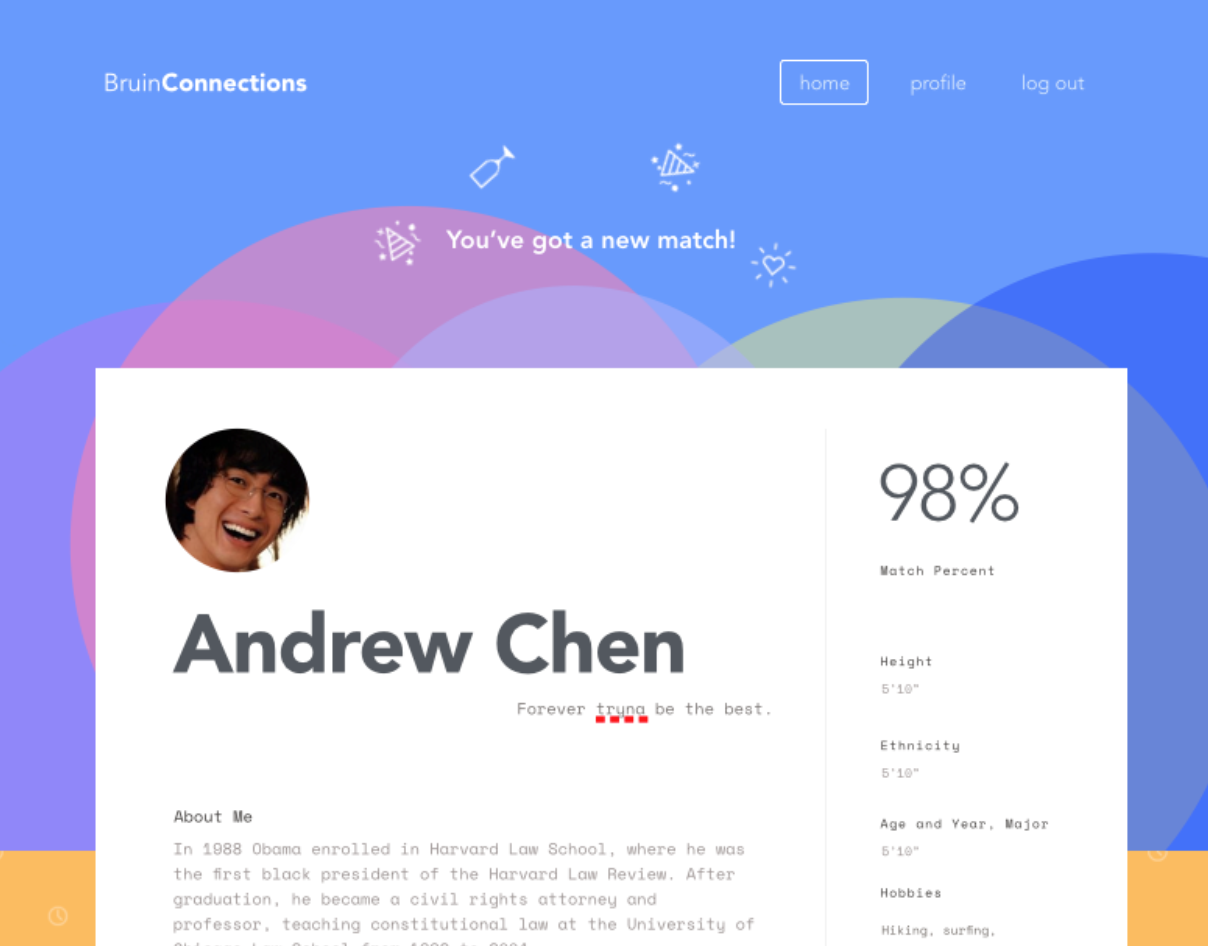 BruinConnections
home
profile
log out
You've got a new match!
Andrew Chen
Forever tryna be the best.
About Me
In 1988 Obama enrolled in Harvard Law School, where he was
the first black president of the Harvard Law Review. After
graduation, he became a civil rights attorney and
professor, teaching constitutional law at the University of
98%
Match Percent
Height
5'10"
Ethnicity
5'10"
Age and Year, Major
5'10"
Hobbies
Hiking, surfing,